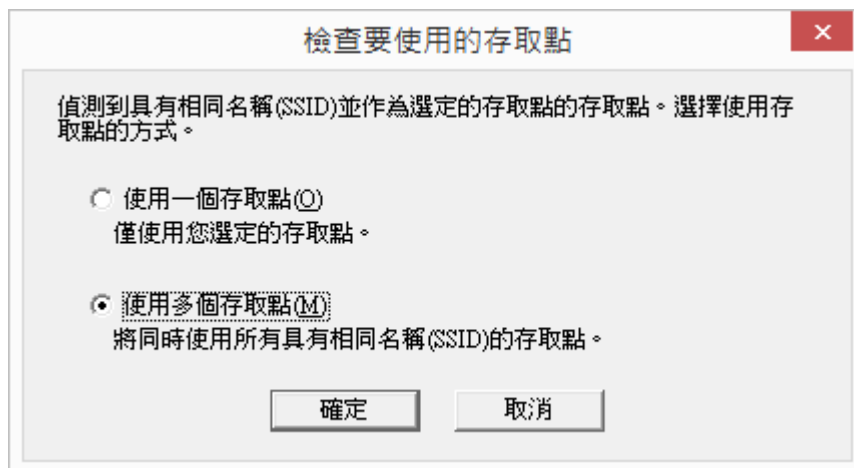 檢查要使用的存取點
偵測到具有相同名稱(SSID)並作為選定的存取點的存取點。選擇使用存
取點的方式。
使用一個存取點(O)
僅使用您選定的存取點。
使用多個存取點(M)
將同時使用所有具有相同名稱(SSID)的存取點。
確定
取消